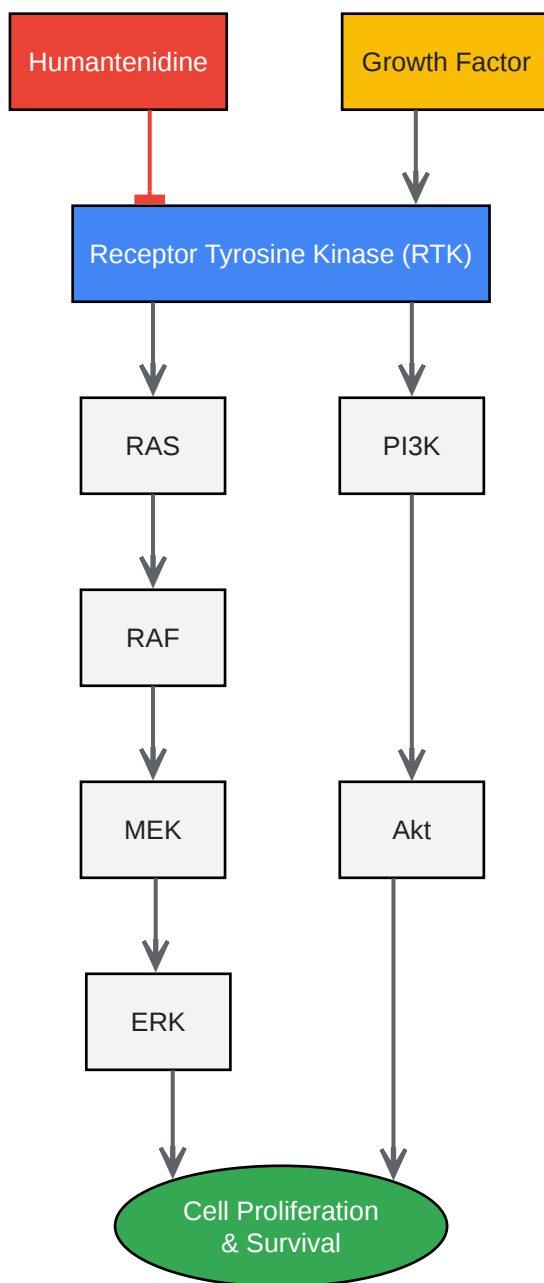 Humantenidine
Growth Factor
Receptor Tyrosine Kinase (RTK)
RAS
PI3K
RAF
MEK
Akt
ERK
Cell Proliferation
& Survival